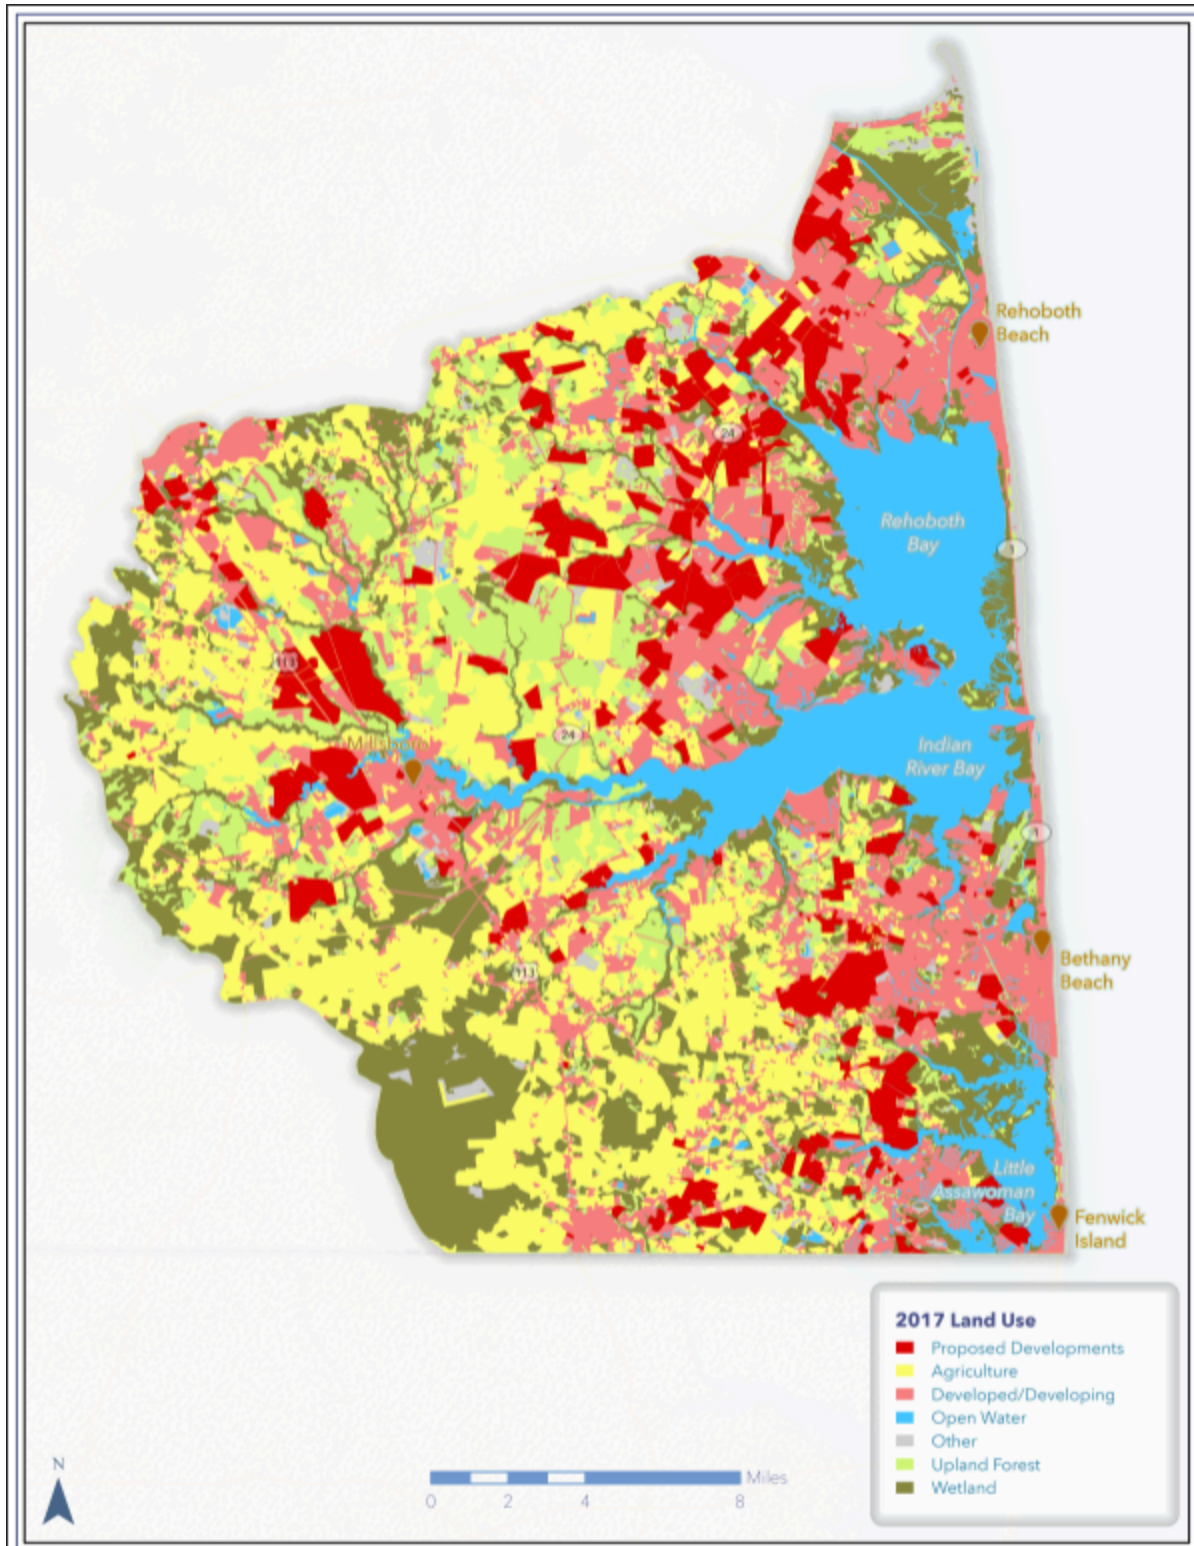 Rehoboth
Beach
24
Rehoboth
Bay
1
113
Indian
River Bay
24
Millsboro
1
Bethany
Beach
113
Little
Assawoman
Bay
Fenwick
Island
2017 Land Use
Proposed Developments
Agriculture
Developed/Developing
Open Water
Other
Upland Forest
Wetland
N
Miles
0 2 4 8